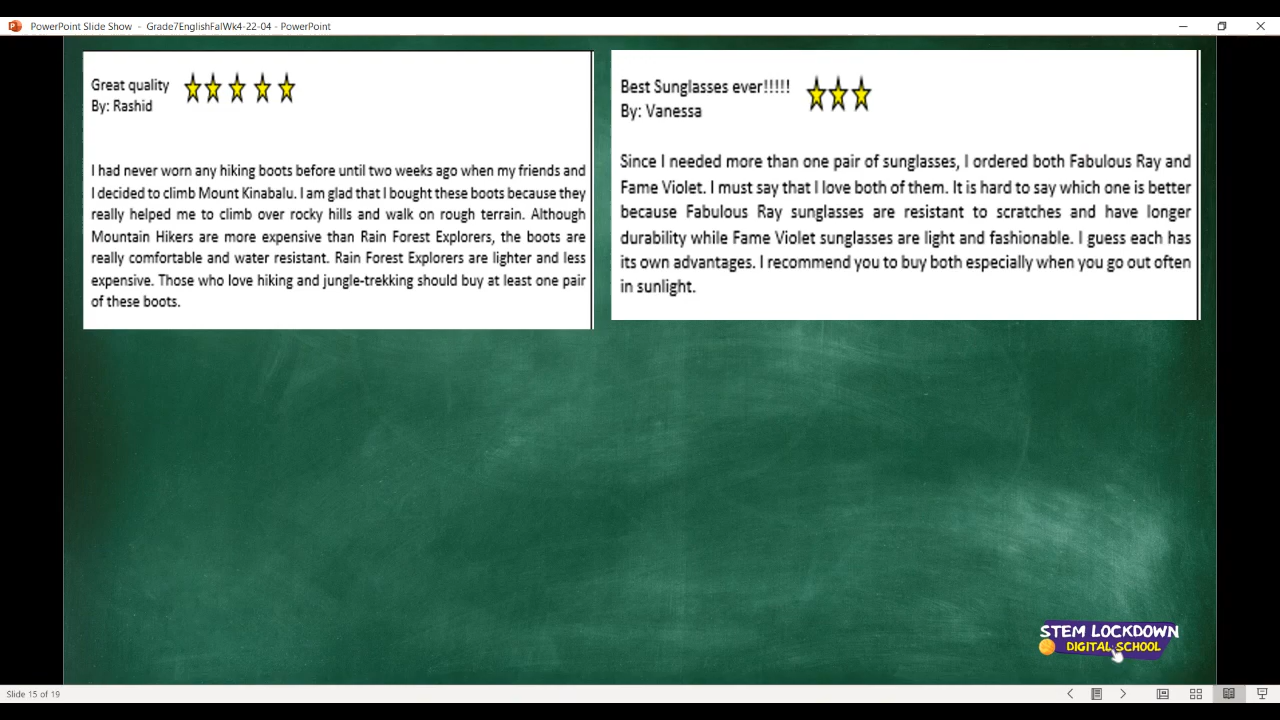 PowerPoint Slide Show - Grade7EnglishFalWk4-22-04 - PowerPoint
Great quality
By: Rashid
I had never worn any hiking boots before until two weeks ago when my friends and
I decided to climb Mount Kinabalu. I am glad that I bought these boots because they
really helped me to climb over rocky hills and walk on rough terrain. Although
Mountain Hikers are more expensive than Rain Forest Explorers, the boots are
really comfortable and water resistant. Rain Forest Explorers are lighter and less
expensive. Those who love hiking and jungle-trekking should buy at least one pair
of these boots.
Best Sunglasses ever!!!!!
By: Vanessa
Since I needed more than one pair of sunglasses, I ordered both Fabulous Ray and
Fame Violet. I must say that I love both of them. It is hard to say which one is better
because Fabulous Ray sunglasses are resistant to scratches and have longer
durability while Fame Violet sunglasses are light and fashionable. I guess each has
its own advantages. I recommend you to buy both especially when you go out often
in sunlight.
STEM LOCKDOWN
DIGITAL SCHOOL
Slide 15 of 19